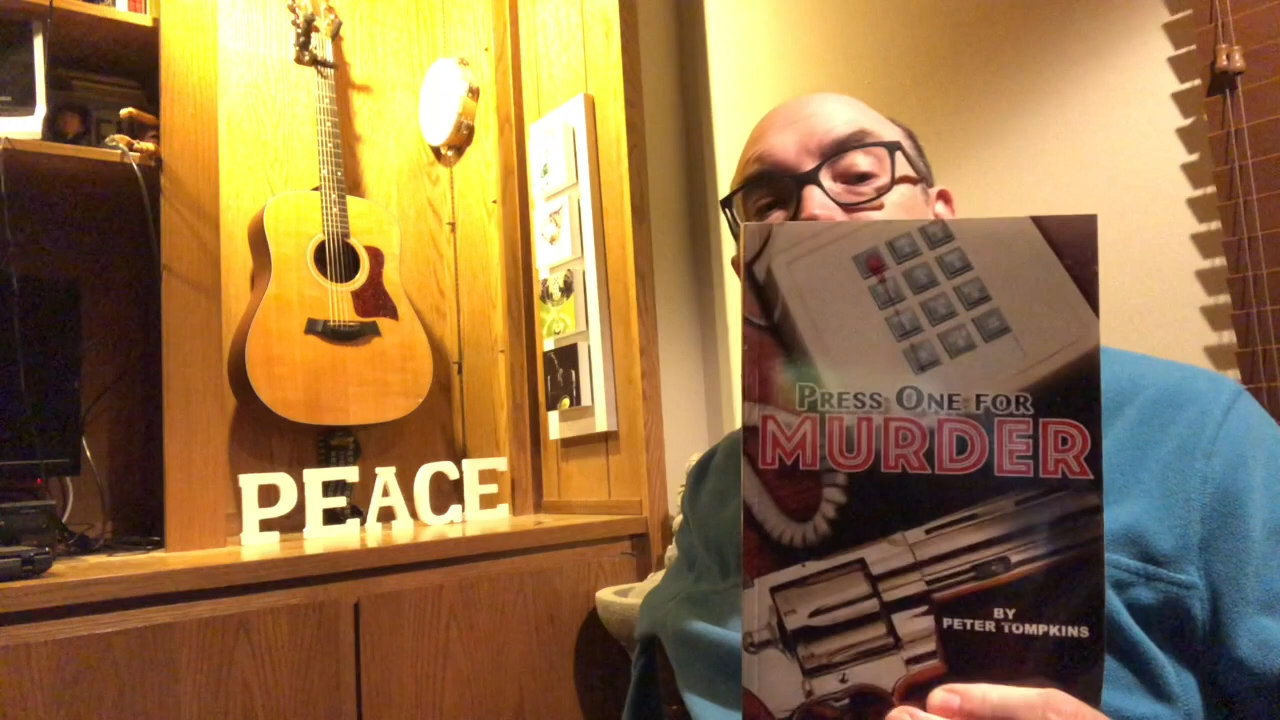 PEACE
PRESS ONE FOR
MURDER
BY
PETER TOMPKINS